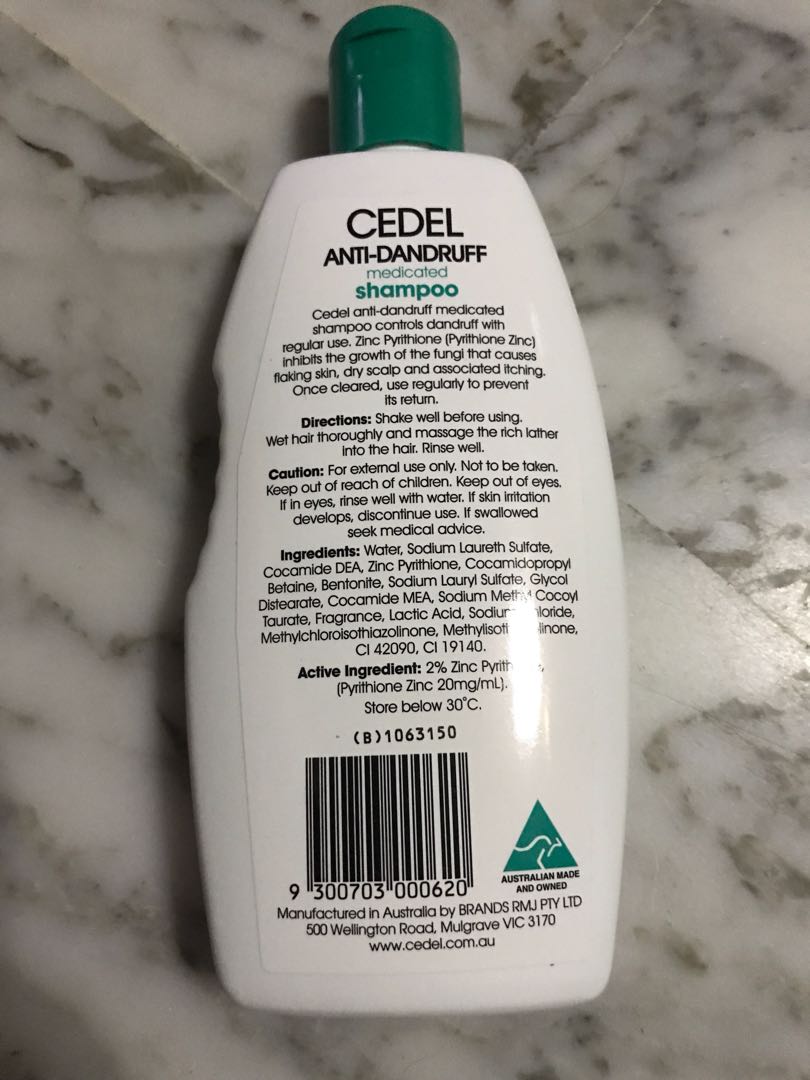 CEDEL
ANTI-DANDRUFF
medicated
shampoo
Cedel anti-dandruff medicated
shampoo controls dandruff with
regular use. Zinc Pyrithione (Pyrithione Zinc)
inhibits the growth of the fungi that causes
flaking skin, dry scalp and associated itching.
Once cleared, use regularly to prevent
its return.
Directions: Shake well before using.
Wet hair thoroughly and massage the rich lather
into the hair. Rinse well.
Caution: For external use only. Not to be taken.
Keep out of reach of children. Keep out of eyes.
If in eyes, rinse well with water. If skin irritation
develops, discontinue use. If swallowed
seek medical advice.
Ingredients: Water, Sodium Laureth Sulfate,
Cocamide DEA, Zinc Pyrithione, Cocamidopropyl
Betaine, Bentonite, Sodium Lauryl Sulfate, Glycol
Distearate, Cocamide MEA, Sodium Methyl Cocoyl
Taurate, Fragrance, Lactic Acid,
Methylchloroisothiazolinone,
CI 42090, CI 19140.
Active Ingredient: 2% Zinc
(Pyrithione Zinc 20mg/mL).
Store below 30°C.
(B)1063150
9 300703 000620
AUSTRALIAN MADE
AND OWNED
Manufactured in Australia by BRANDS RMJ PTY LTD
500 Wellington Road, Mulgrave VIC 3170
www.cedel.com.au